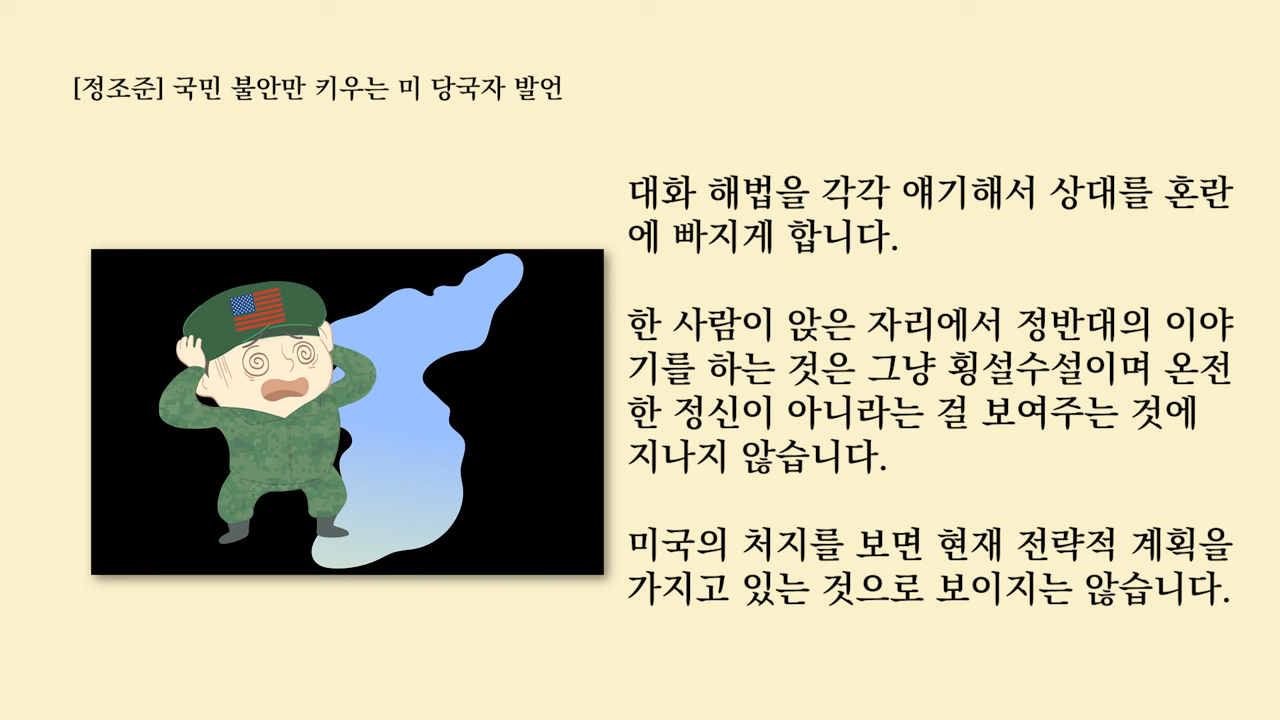 [정조준] 국민 불안만 키우는 미 당국자 발언
대화 해법을 각각 얘기해서 상대를 혼란
에 빠지게 합니다.
한 사람이 앉은 자리에서 정반대의 이야
기를 하는 것은 그냥 횡설수설이며 온전
한 정신이 아니라는 걸 보여주는 것에
지나지 않습니다.
미국의 처지를 보면 현재 전략적 계획을
가지고 있는 것으로 보이지는 않습니다.